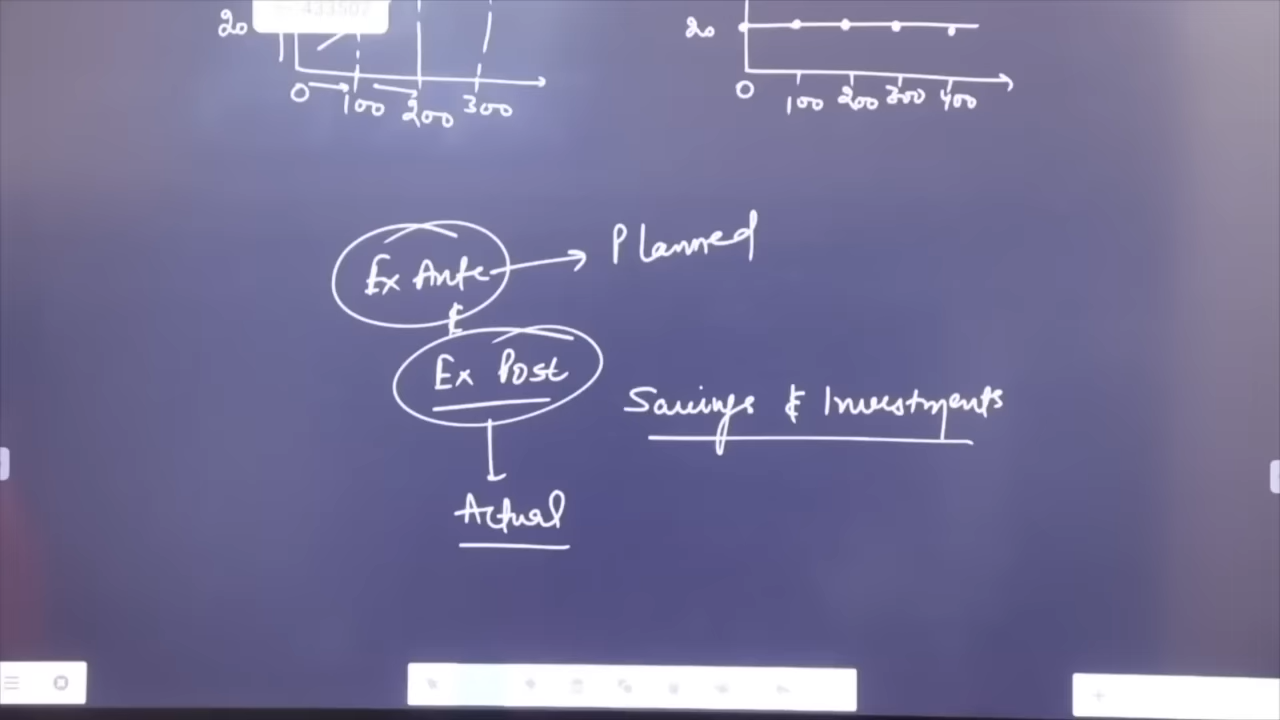 433507
20
0 100 200 300
20
0 100 200 300 400
Ex Ante → Planned
&
Ex Post
Savings & Investments
Actual